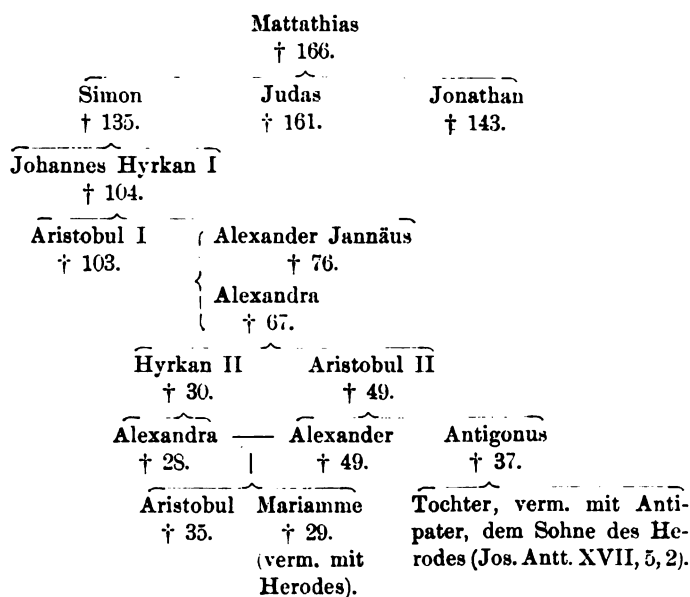 Mattathias
† 166.
Simon Judas Jonathan
† 135. † 161. † 143.
Johannes Hyrkan I
† 104.
Aristobul I Alexander Jannäus
† 103. † 76.
Alexandra
† 67.
Hyrkan II Aristobul II
† 30. † 49.
Alexandra — Alexander Antigonus
† 28. † 49. † 37.
Aristobul Mariamme Tochter, verm. mit Anti-
† 35. † 29. pater, dem Sohne des He-
(verm. mit rodes (Jos. Antt. XVII, 5, 2).
Herodes).